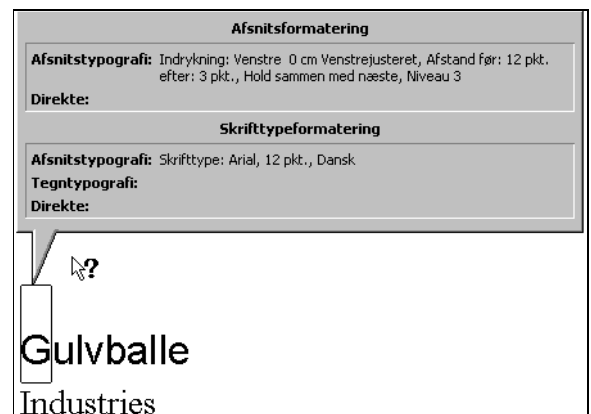 Afsnitsformatering
Afsnitstypografi: Indrykning: Venstre 0 cm Venstrejusteret, Afstand før: 12 pkt.
efter: 3 pkt., Hold sammen med næste, Niveau 3
Direkte:
Skrifttypeformatering
Afsnitstypografi: Skrifttype: Arial, 12 pkt., Dansk
Tegntypografi:
Direkte:
?
Gulvballe
Industries